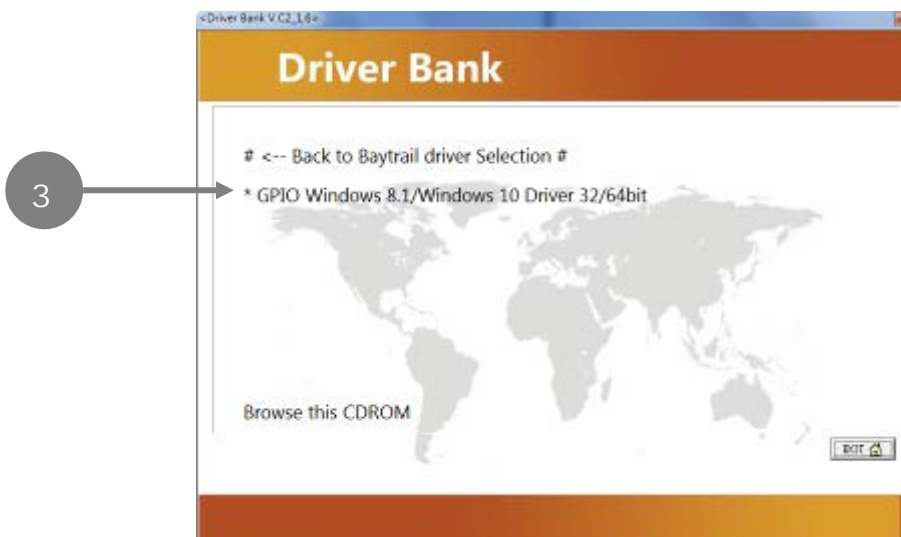 <Driver Bank V.C2_1.6>
Driver Bank
# <-- Back to Baytrail driver Selection #
3
* GPIO Windows 8.1/Windows 10 Driver 32/64bit
Browse this CDROM
EXIT